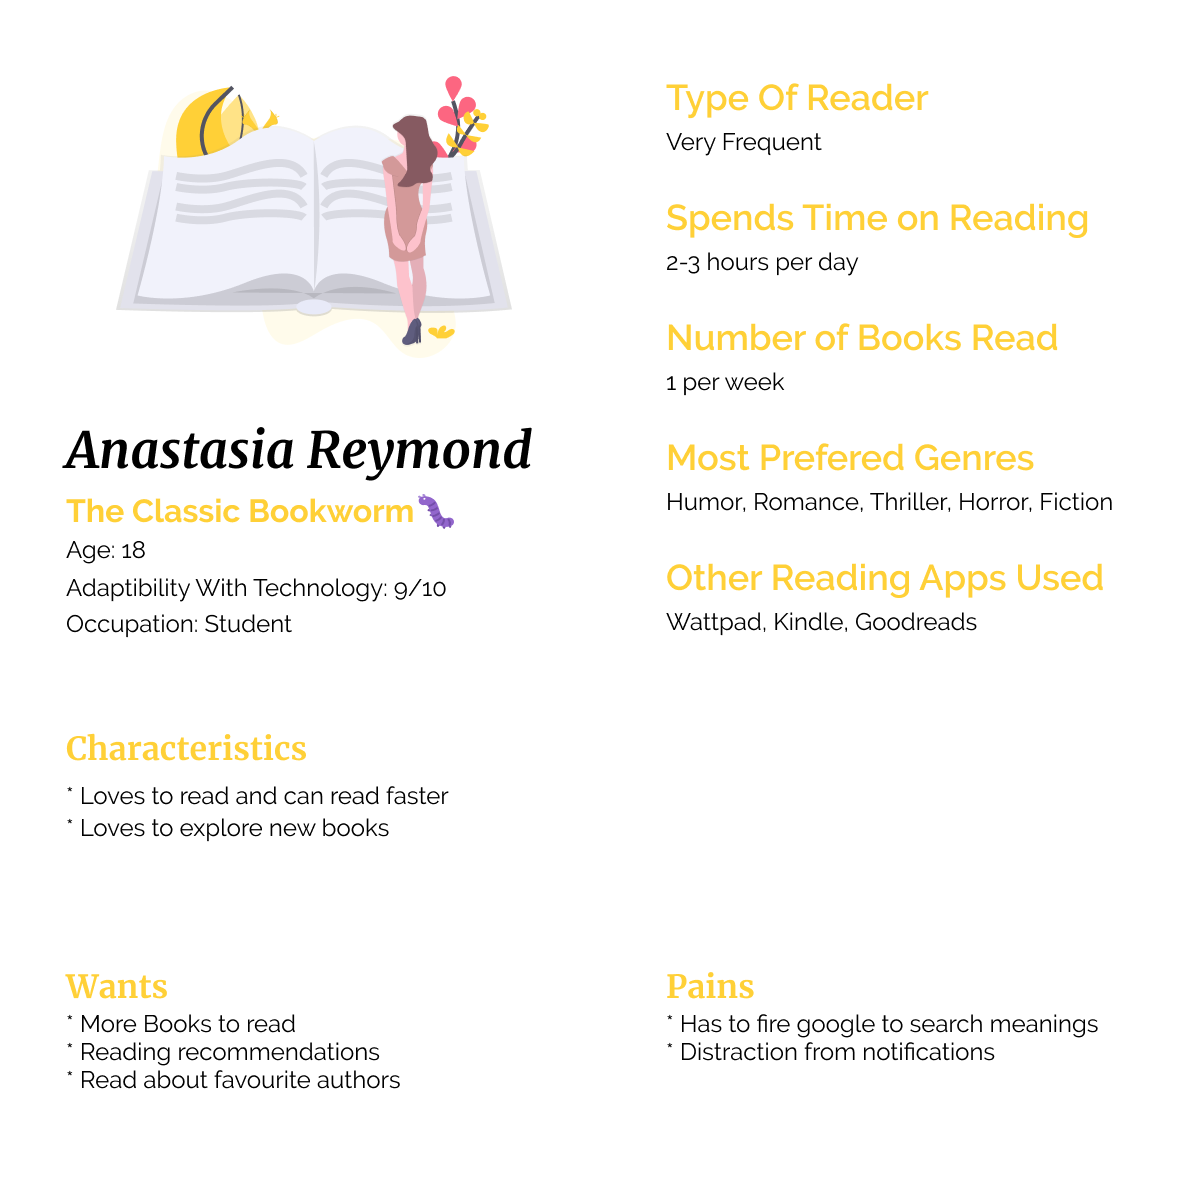 Anastasia Reymond
The Classic Bookworm
Age: 18
Adaptibility With Technology: 9/10
Occupation: Student
Type Of Reader
Very Frequent
Spends Time on Reading
2-3 hours per day
Number of Books Read
1 per week
Most Prefered Genres
Humor, Romance, Thriller, Horror, Fiction
Other Reading Apps Used
Wattpad, Kindle, Goodreads
Characteristics
* Loves to read and can read faster
* Loves to explore new books
Wants
* More Books to read
* Reading recommendations
* Read about favourite authors
Pains
* Has to fire google to search meanings
* Distraction from notifications